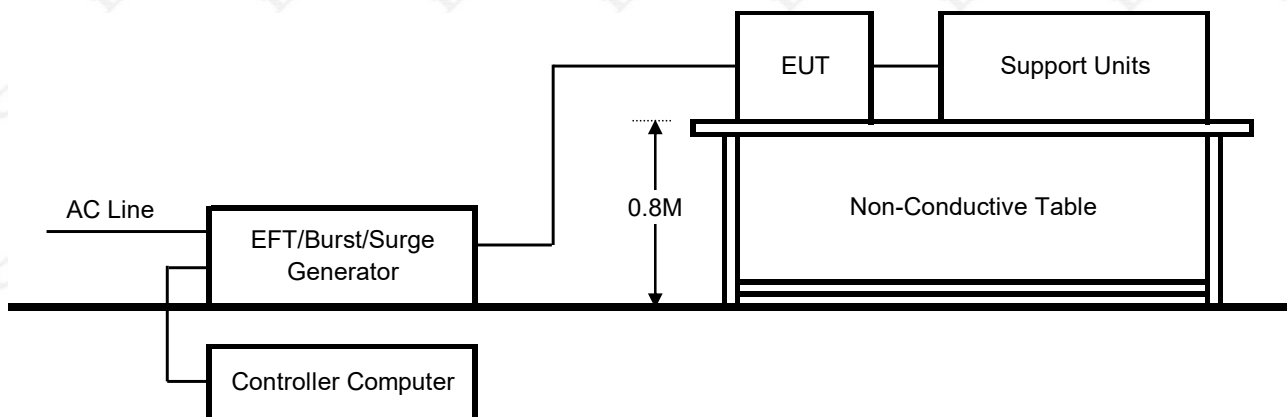 EUT
Support Units
AC Line
0.8M
Non-Conductive Table
EFT/Burst/Surge
Generator
Controller Computer